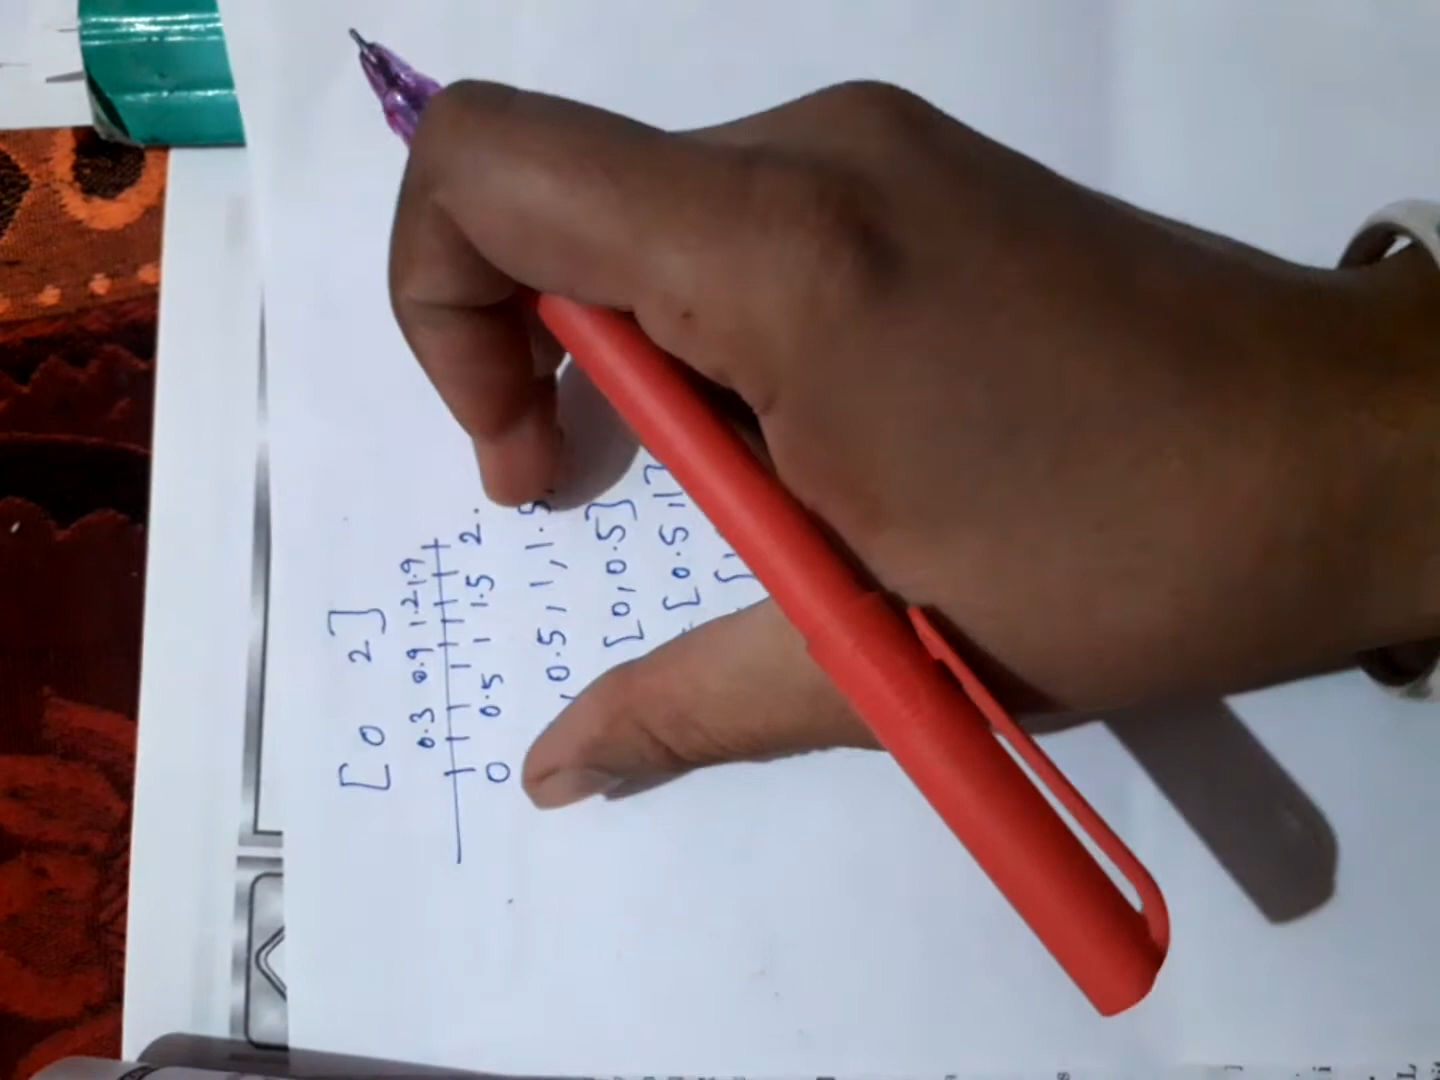 [ 0 2 ]
0.3 0.9 1.2 1.9
0 0.5 1 1.5 2.
, 0.5, 1, 1.5
[0, 0.5]
[0.5, 1]
[